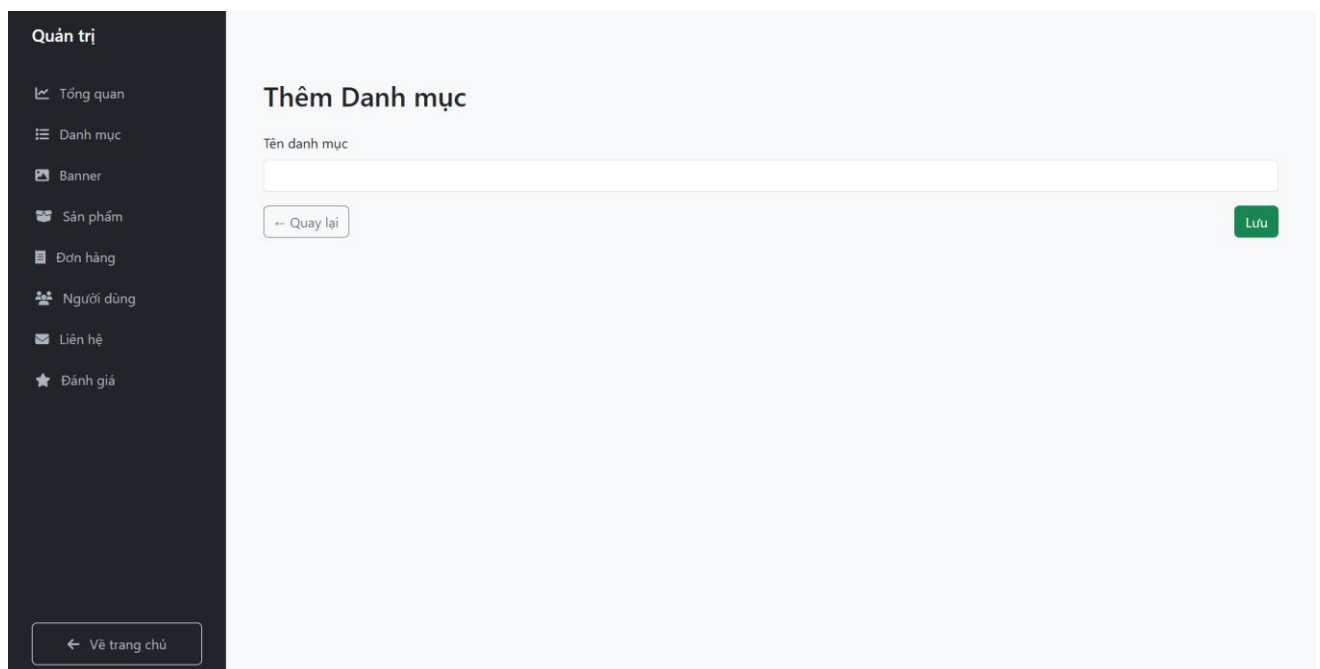 Quản trị
Tổng quan
Danh mục
Banner
Sản phẩm
Đơn hàng
Người dùng
Liên hệ
Đánh giá
← Về trang chủ
Thêm Danh mục
Tên danh mục
← Quay lại
Lưu